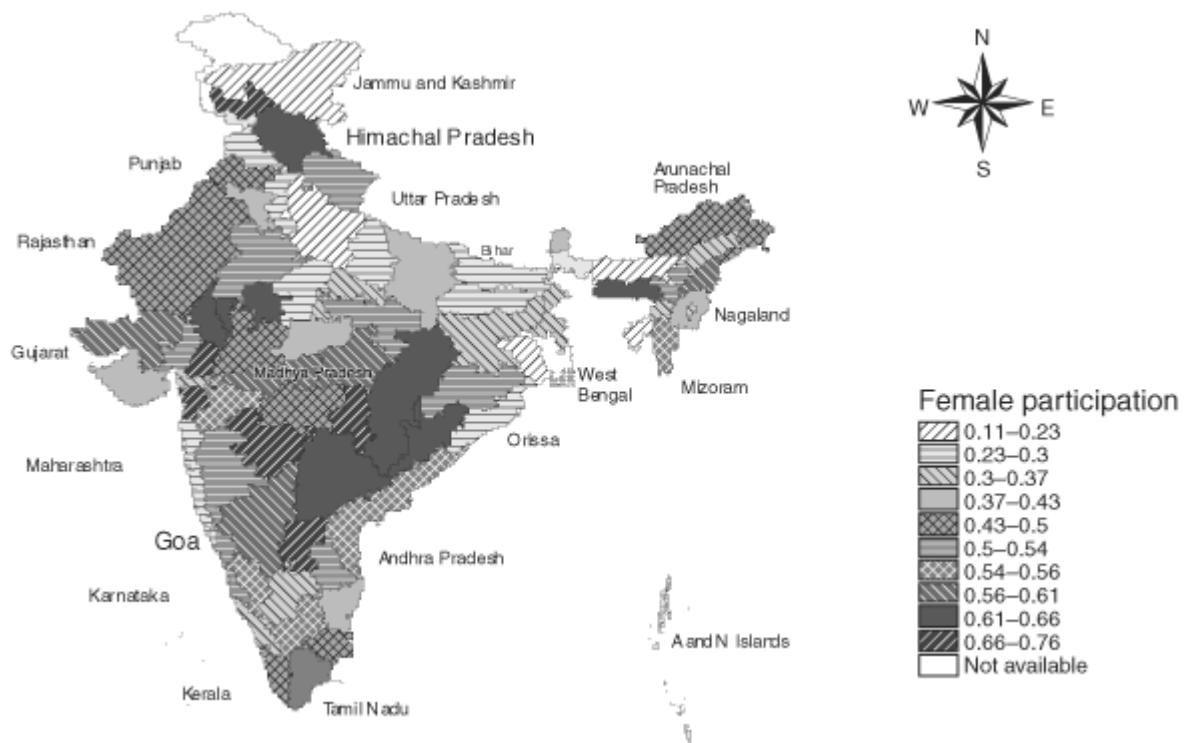 N
W
E
S
Jammu and Kashmir
Himachal Pradesh
Punjab
Arunachal
Pradesh
Uttar Pradesh
Rajasthan
Bihar
Nagaland
Gujarat
Madhya Pradesh
West
Bengal
Mizoram
Orissa
Maharashtra
Goa
Andhra Pradesh
Karnataka
A and N Islands
Kerala
Tamil Nadu
Female participation
0.11–0.23
0.23–0.3
0.3–0.37
0.37–0.43
0.43–0.5
0.5–0.54
0.54–0.56
0.56–0.61
0.61–0.66
0.66–0.76
Not available